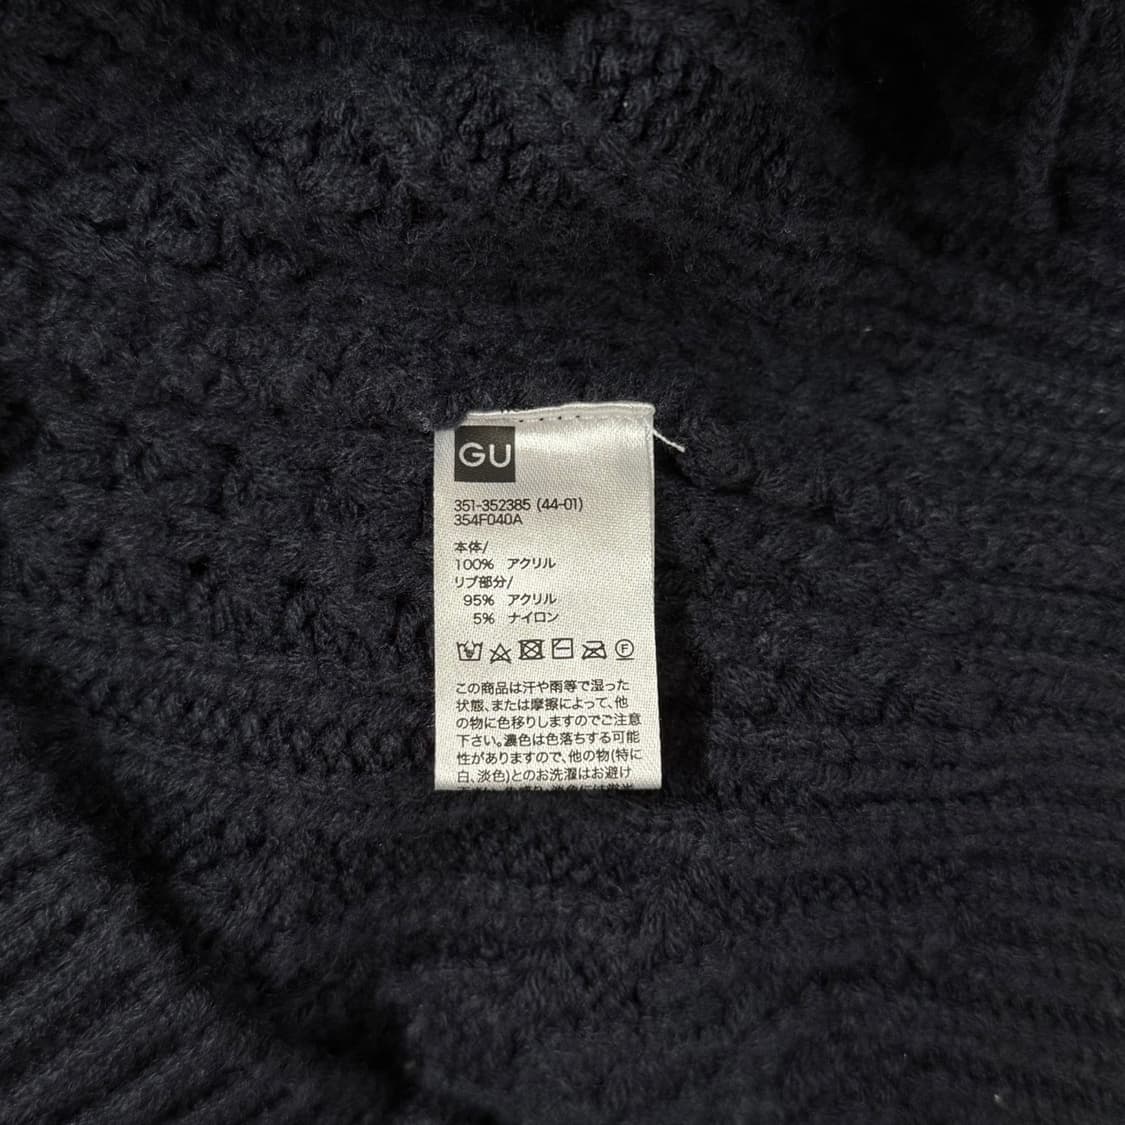 GU
351-352385 (44-01)
354F040A
本体/
100% アクリル
リブ部分/
95% アクリル
5% ナイロン
F
この商品は汗や雨等で湿った
状態、または摩擦によって、他
の物に色移りしますのでご注意
下さい。濃色は色落ちする可能
性がありますので、他の物(特に
白、淡色)とのお洗濯はお避け